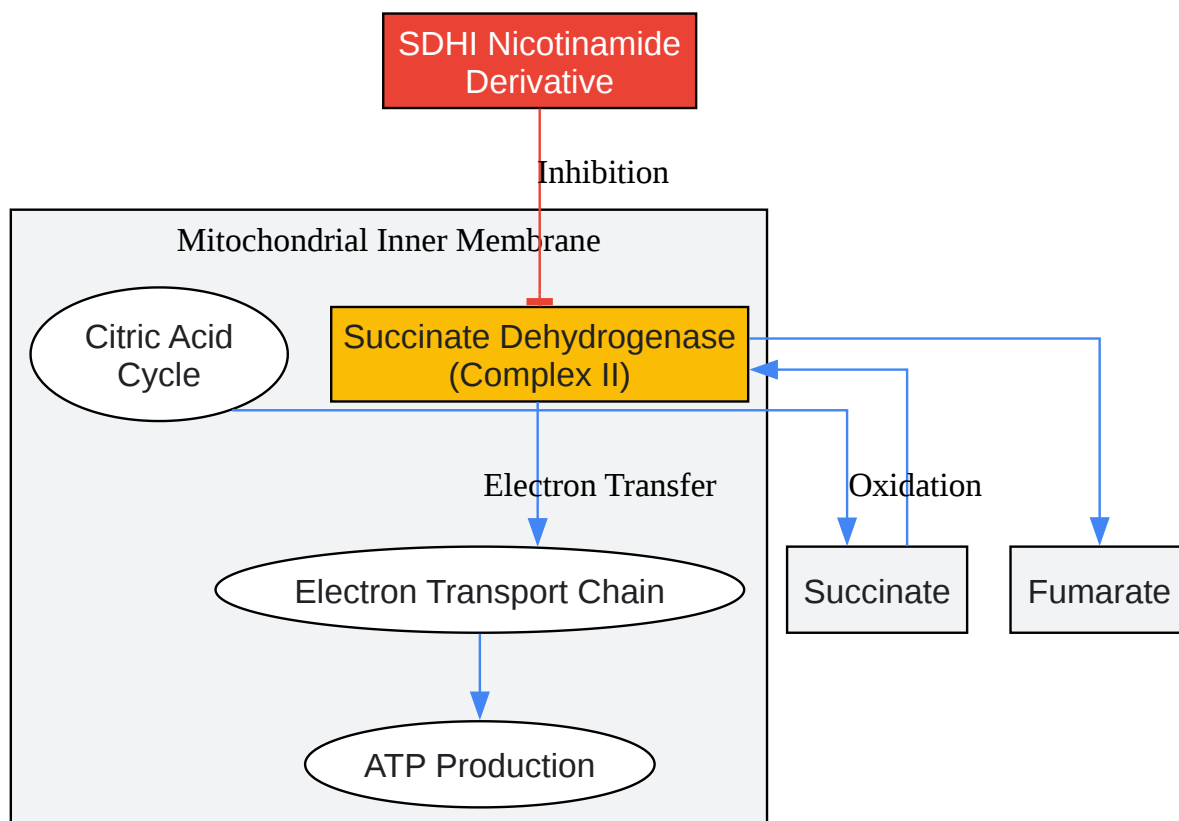 SDHI Nicotinamide
Derivative
Inhibition
Mitochondrial Inner Membrane
Citric Acid
Cycle
Succinate Dehydrogenase
(Complex II)
Electron Transfer
Oxidation
Electron Transport Chain
Succinate
Fumarate
ATP Production